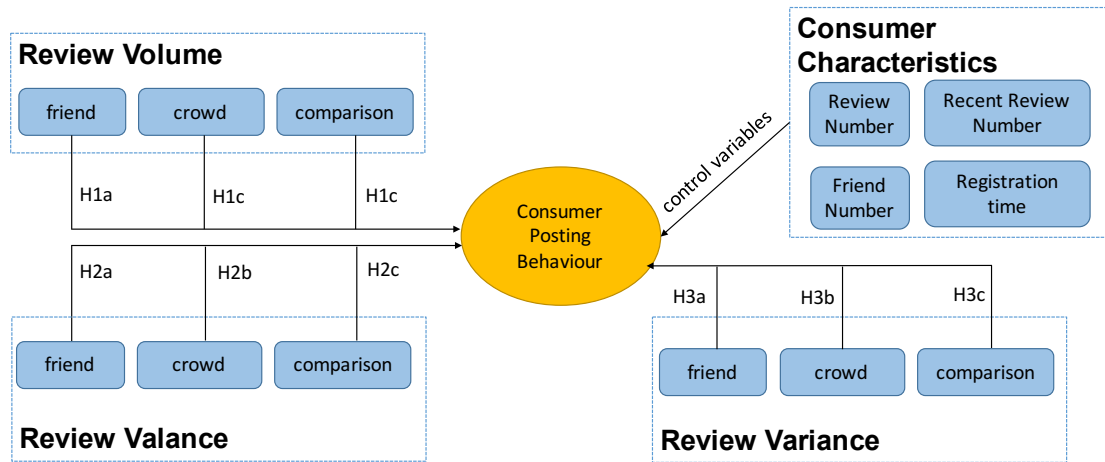 Review Volume
friend
crowd
comparison
H1a
H1c
H1c
Consumer
Characteristics
Review
Number
Recent Review
Number
Friend
Number
Registration
time
control variables
Consumer
Posting
Behaviour
H2a
H2b
H2c
friend
crowd
comparison
Review Valance
H3a
H3b
H3c
friend
crowd
comparison
Review Variance